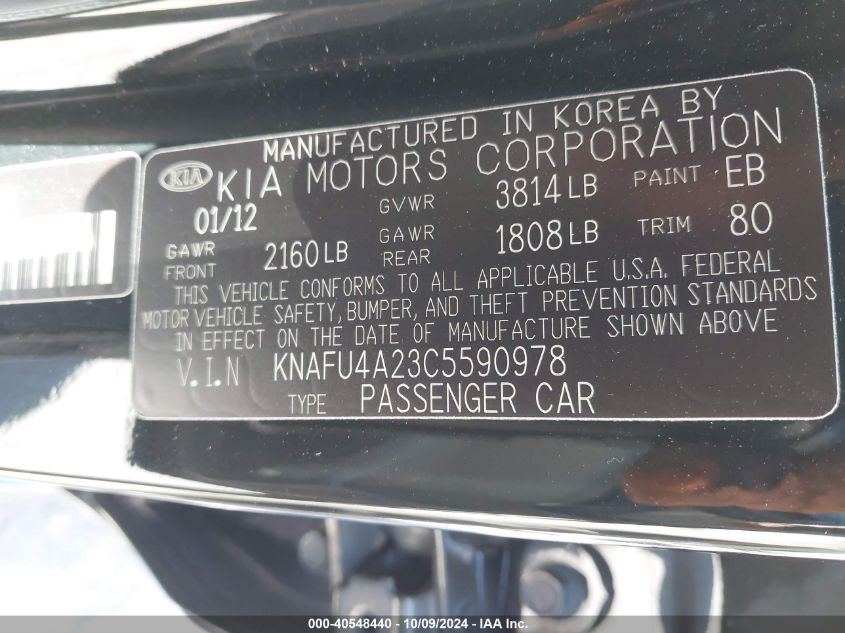 MANUFACTURED IN KOREA BY
KIA KIA MOTORS CORPORATION
01/12 GVWR 3814 LB PAINT EB
GAWR FRONT 2160 LB GAWR REAR 1808 LB TRIM 80
THIS VEHICLE CONFORMS TO ALL APPLICABLE U.S.A. FEDERAL
MOTOR VEHICLE SAFETY, BUMPER, AND THEFT PREVENTION STANDARDS
IN EFFECT ON THE DATE OF MANUFACTURE SHOWN ABOVE
V.I.N KNAFU4A23C5590978
TYPE PASSENGER CAR
000-40548440 - 10/09/2024 - IAA Inc.